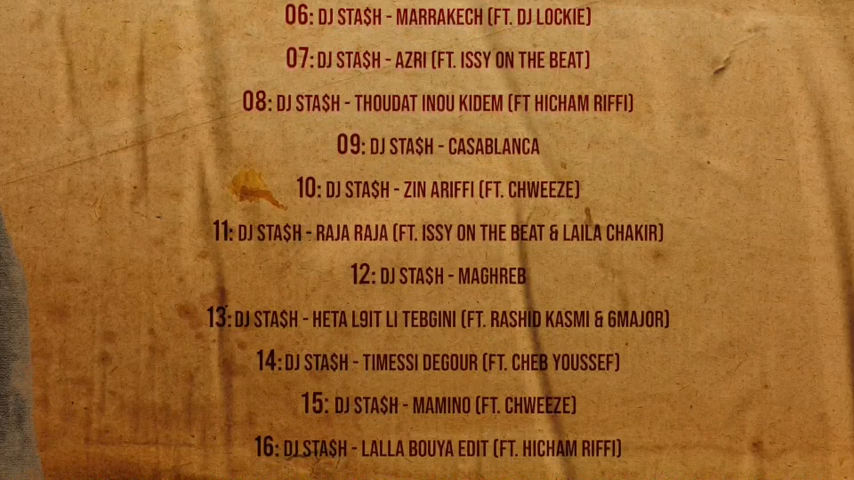 06: DJ STA$H - MARRAKECH (FT. DJ LOCKIE)
07: DJ STA$H - AZRI (FT. ISSY ON THE BEAT)
08: DJ STA$H - THOUDAT INOU KIDEM (FT HICHAM RIFFI)
09: DJ STA$H - CASABLANCA
10: DJ STA$H - ZIN ARIFFI (FT. CHWEEZE)
11: DJ STA$H - RAJA RAJA (FT. ISSY ON THE BEAT & LAILA CHAKIR)
12: DJ STA$H - MAGHREB
13: DJ STA$H - HETA L9IT LI TEBGINI (FT. RASHID KASMI & 6MAJOR)
14: DJ STA$H - TIMESSI DEGOUR (FT. CHEB YOUSSEF)
15: DJ STA$H - MAMINO (FT. CHWEEZE)
16: DJ STA$H - LALLA BOUYA EDIT (FT. HICHAM RIFFI)